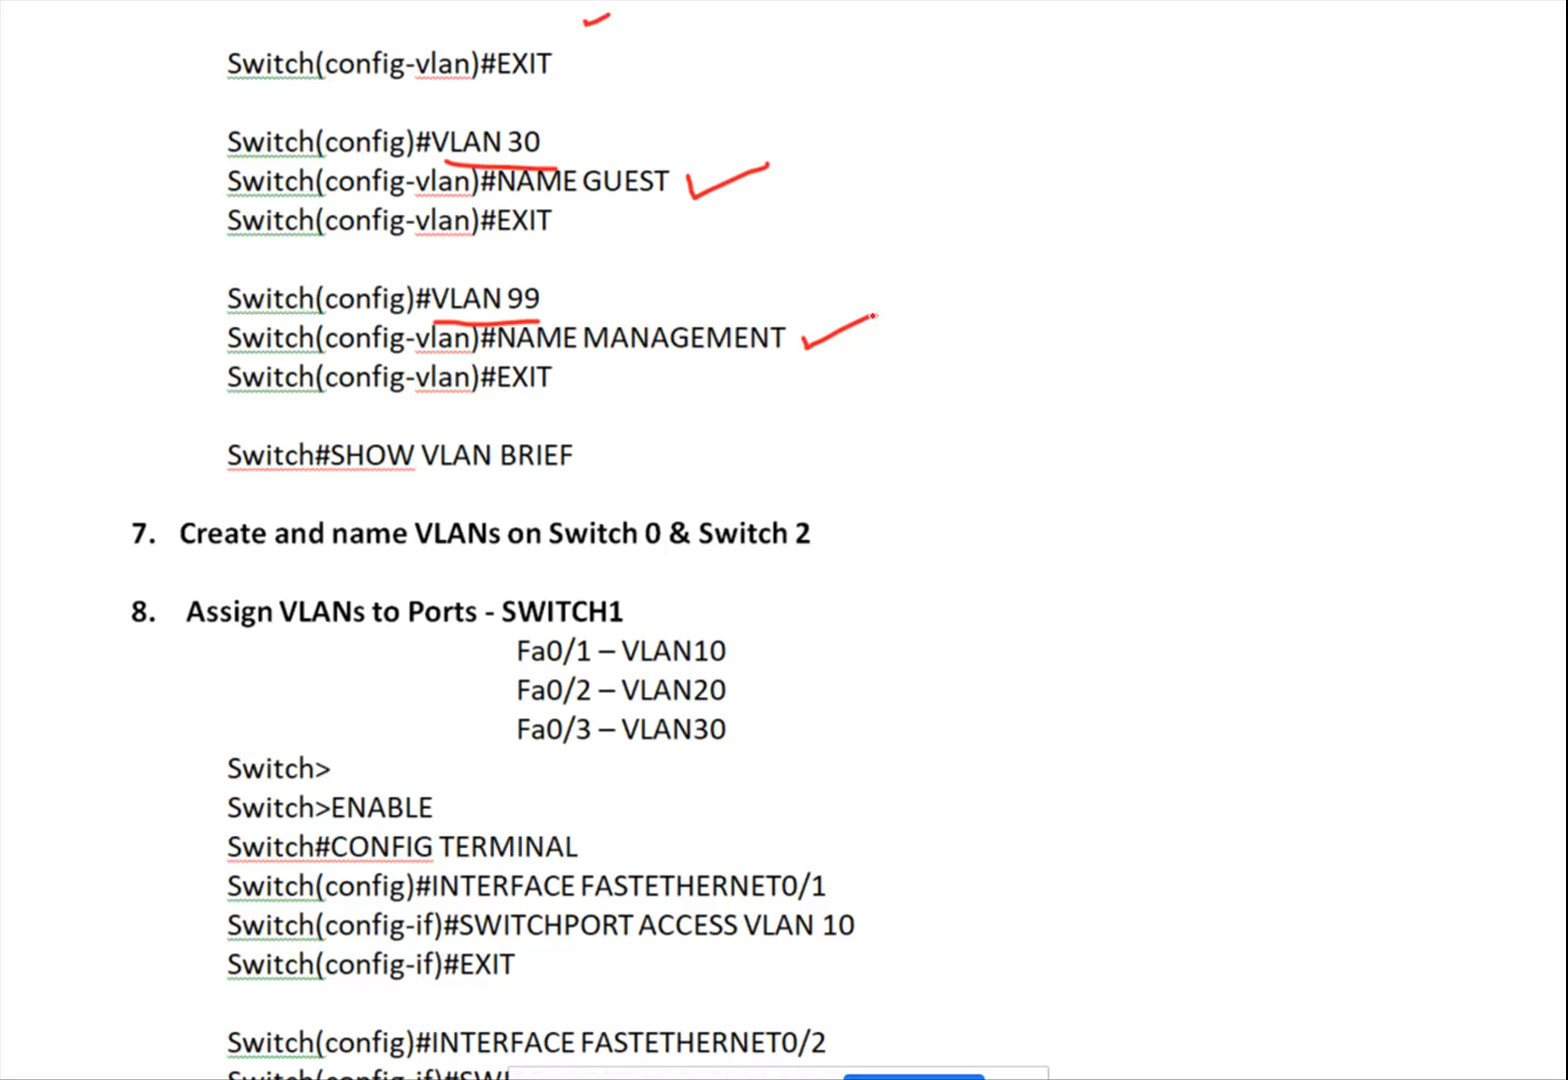 Switch(config-vlan)#EXIT
Switch(config)#VLAN 30
Switch(config-vlan)#NAME GUEST
Switch(config-vlan)#EXIT
Switch(config)#VLAN 99
Switch(config-vlan)#NAME MANAGEMENT
Switch(config-vlan)#EXIT
Switch#SHOW VLAN BRIEF
7. Create and name VLANs on Switch 0 & Switch 2
8. Assign VLANs to Ports - SWITCH1
Fa0/1 – VLAN10
Fa0/2 – VLAN20
Fa0/3 – VLAN30
Switch>
Switch>ENABLE
Switch#CONFIG TERMINAL
Switch(config)#INTERFACE FASTETHERNET0/1
Switch(config-if)#SWITCHPORT ACCESS VLAN 10
Switch(config-if)#EXIT
Switch(config)#INTERFACE FASTETHERNET0/2